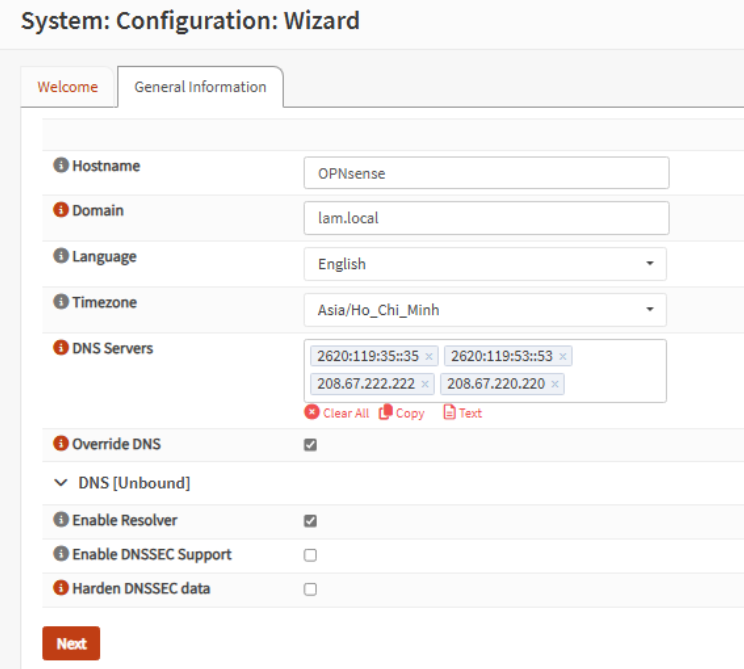 System: Configuration: Wizard
Welcome General Information
Hostname OPNsense
Domain lam.local
Language English
Timezone Asia/Ho_Chi_Minh
DNS Servers 2620:119:35::35 × 2620:119:53::53 ×
208.67.222.222 × 208.67.220.220 ×
Clear All Copy Text
Override DNS
DNS [Unbound]
Enable Resolver
Enable DNSSEC Support
Harden DNSSEC data
Next